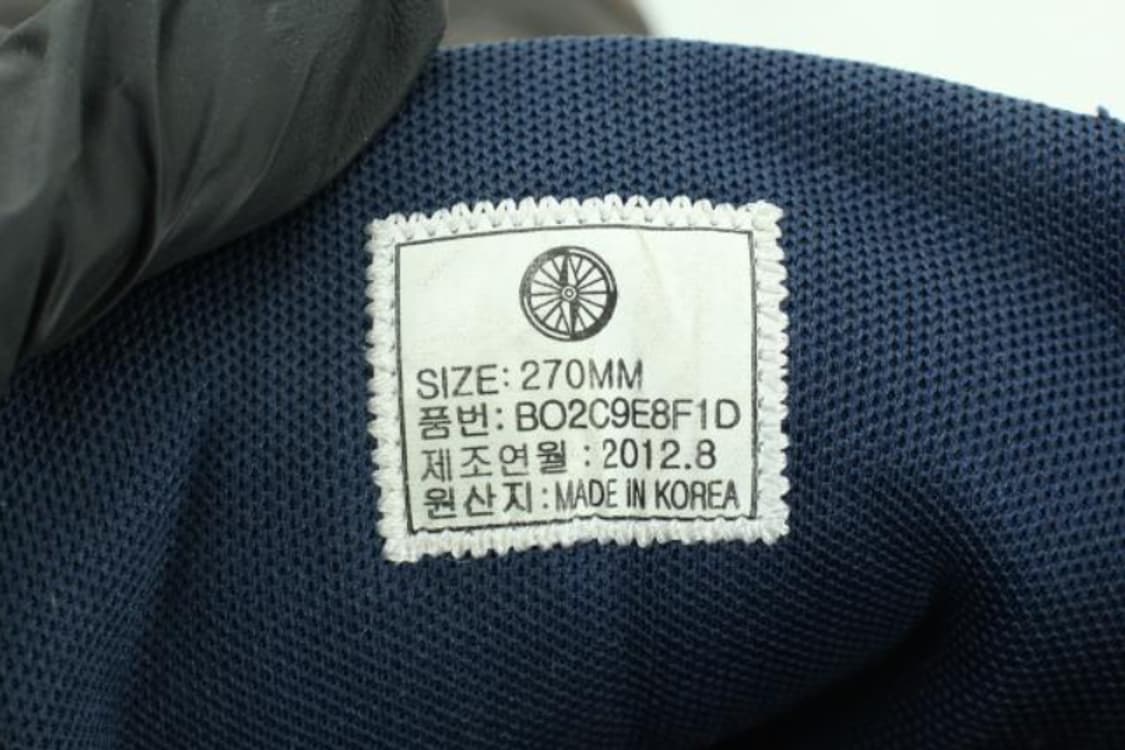 SIZE: 270MM
품번: BO2C9E8F1D
제조연월 : 2012.8
원산지 : MADE IN KOREA